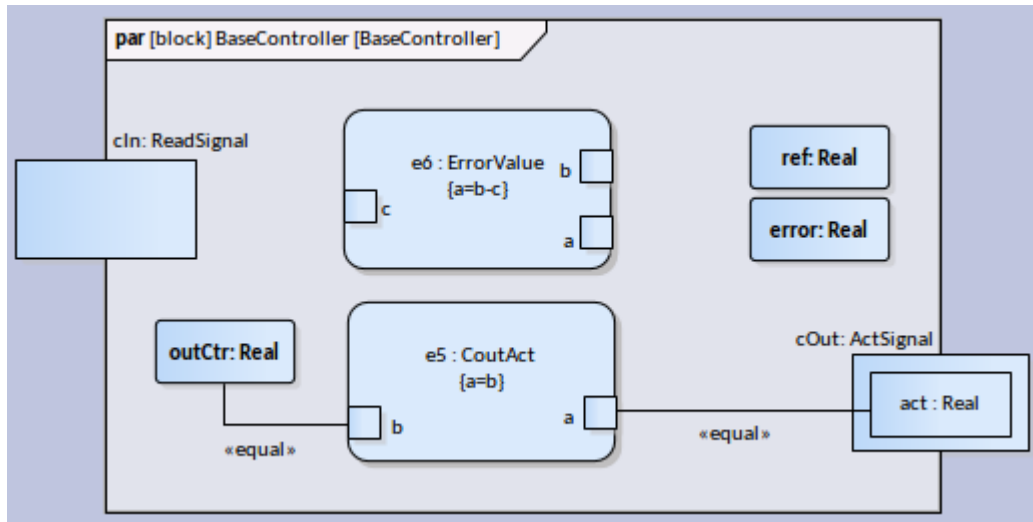 par [block] BaseController [BaseController]
cIn: ReadSignal
e6 : ErrorValue
{a=b-c}
b
c
a
ref: Real
error: Real
outCtr: Real
e5 : CoutAct
{a=b}
b
a
«equal»
«equal»
cOut: ActSignal
act : Real